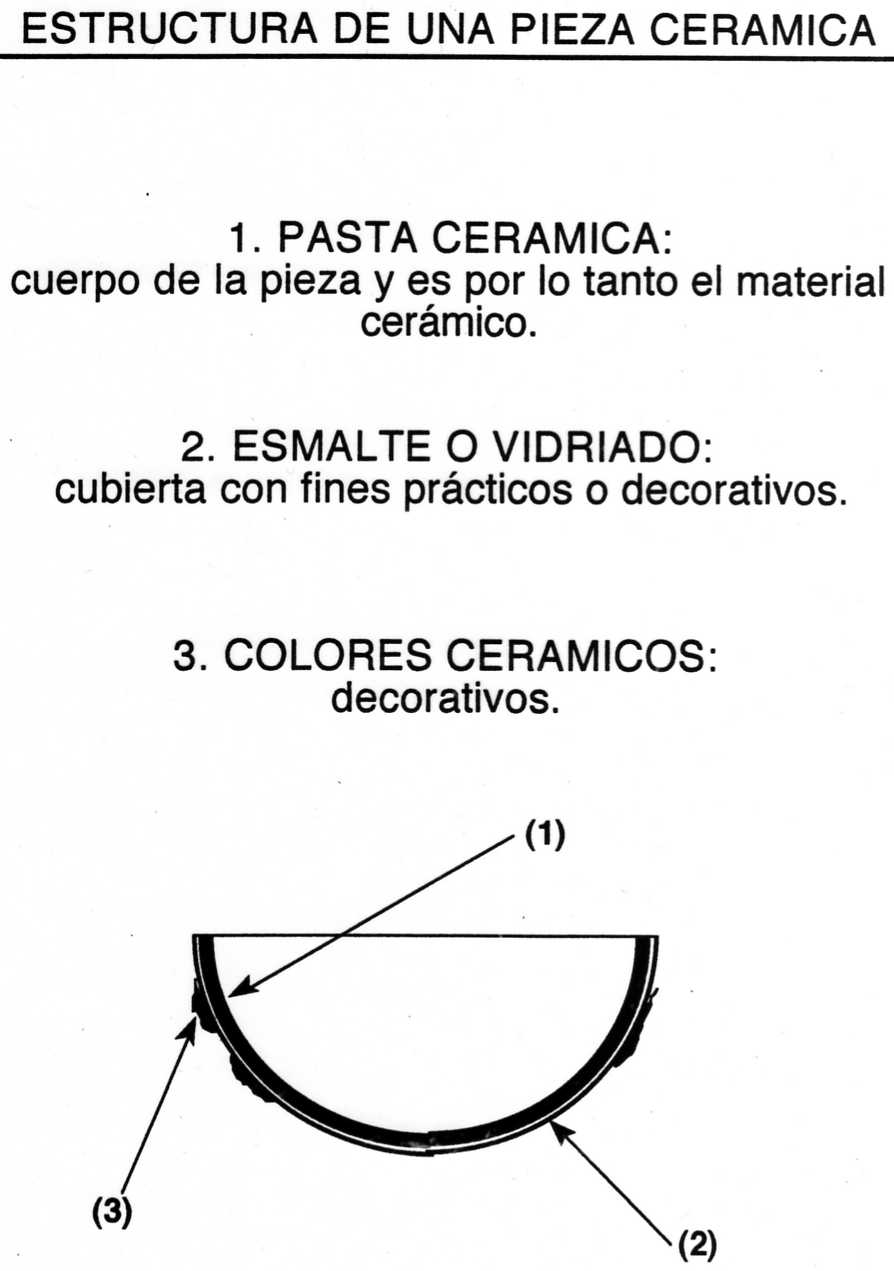 ESTRUCTURA DE UNA PIEZA CERAMICA
1. PASTA CERAMICA:
cuerpo de la pieza y es por lo tanto el material
cerámico.
2. ESMALTE O VIDRIADO:
cubierta con fines prácticos o decorativos.
3. COLORES CERAMICOS:
decorativos.
(1)
(3)
(2)